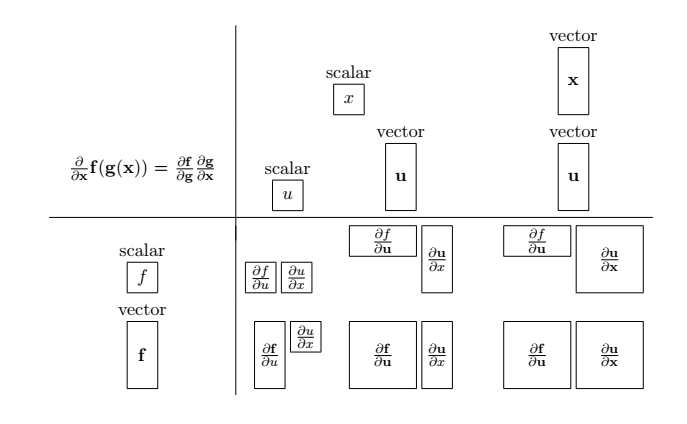 vector
scalar
𝐱
x
vector
vector
∂/∂𝐱 𝐟(𝐠(𝐱)) = ∂𝐟/∂𝐠 ∂𝐠/∂𝐱
scalar
𝐮
𝐮
u
scalar
∂f/∂𝐮
∂𝐮/∂x
∂f/∂𝐮
∂𝐮/∂𝐱
f
∂f/∂u
∂u/∂x
vector
𝐟
∂𝐟/∂u
∂u/∂x
∂𝐟/∂𝐮
∂𝐮/∂x
∂𝐟/∂𝐮
∂𝐮/∂𝐱